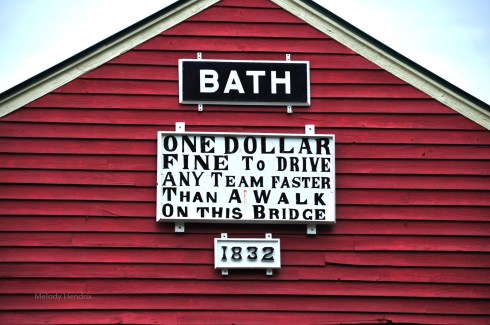 BATH
ONE DOLLAR
FINE TO DRIVE
ANY TEAM FASTER
THAN A WALK
ON THIS BRIDGE
1832
Melody Hendrix